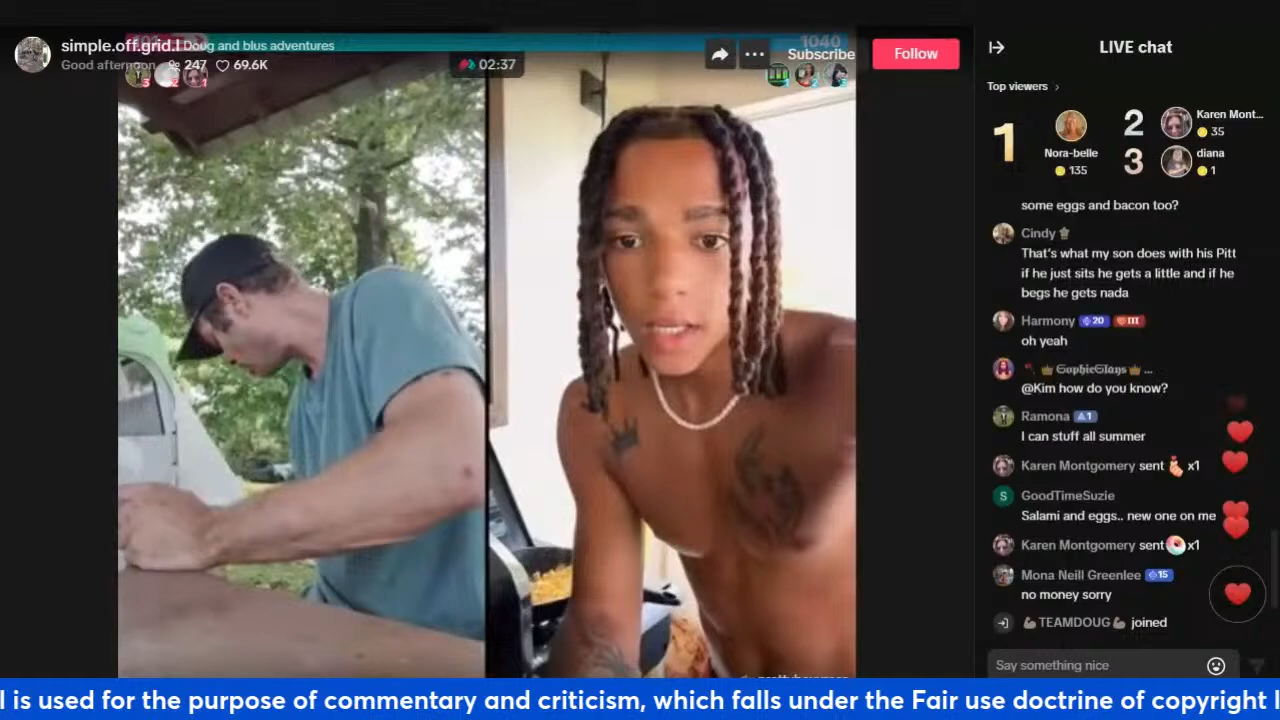 simple.off.grid.l Doug and blus adventures
Good afternoon 247 69.6K
02:37
1040
Subscribe
Follow
LIVE chat
Top viewers
1
Nora-belle
135
2
Karen Mont...
35
3
diana
1
some eggs and bacon too?
Cindy
That's what my son does with his Pitt
if he just sits he gets a little and if he
begs he gets nada
Harmony 20 III
oh yeah
𝕲𝖔𝖕𝖍𝖎𝖊𝕾𝖑𝖆𝖞𝖘 ...
@Kim how do you know?
Ramona 1
I can stuff all summer
Karen Montgomery sent x1
S GoodTimeSuzie
Salami and eggs.. new one on me
Karen Montgomery sent x1
Mona Neill Greenlee 15
no money sorry
TEAMDOUG joined
Say something nice
l is used for the purpose of commentary and criticism, which falls under the Fair use doctrine of copyright l